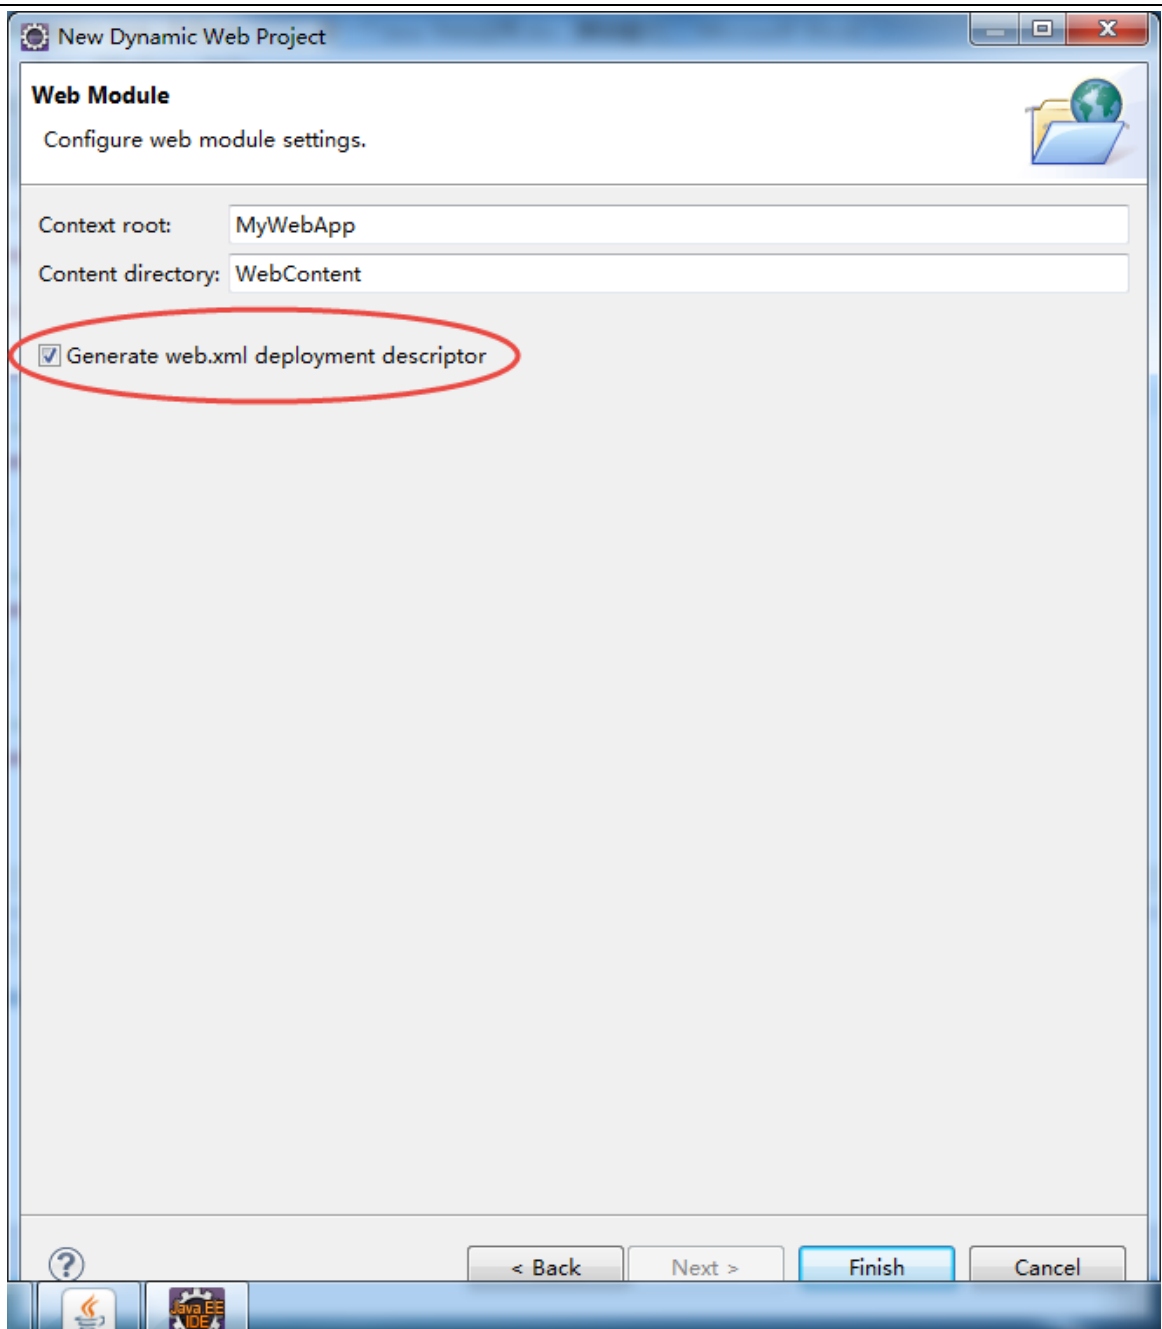 New Dynamic Web Project
Web Module
Configure web module settings.
Context root: MyWebApp
Content directory: WebContent
Generate web.xml deployment descriptor
< Back Next > Finish Cancel
Java EE
IDE